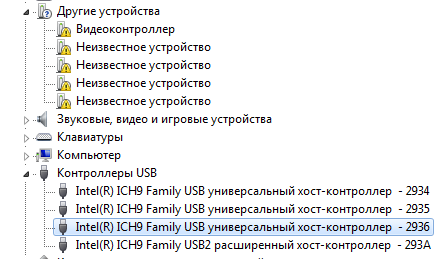 Другие устройства
Видеоконтроллер
Неизвестное устройство
Неизвестное устройство
Неизвестное устройство
Неизвестное устройство
Звуковые, видео и игровые устройства
Клавиатуры
Компьютер
Контроллеры USB
Intel(R) ICH9 Family USB универсальный хост-контроллер - 2934
Intel(R) ICH9 Family USB универсальный хост-контроллер - 2935
Intel(R) ICH9 Family USB универсальный хост-контроллер - 2936
Intel(R) ICH9 Family USB2 расширенный хост-контроллер - 293A